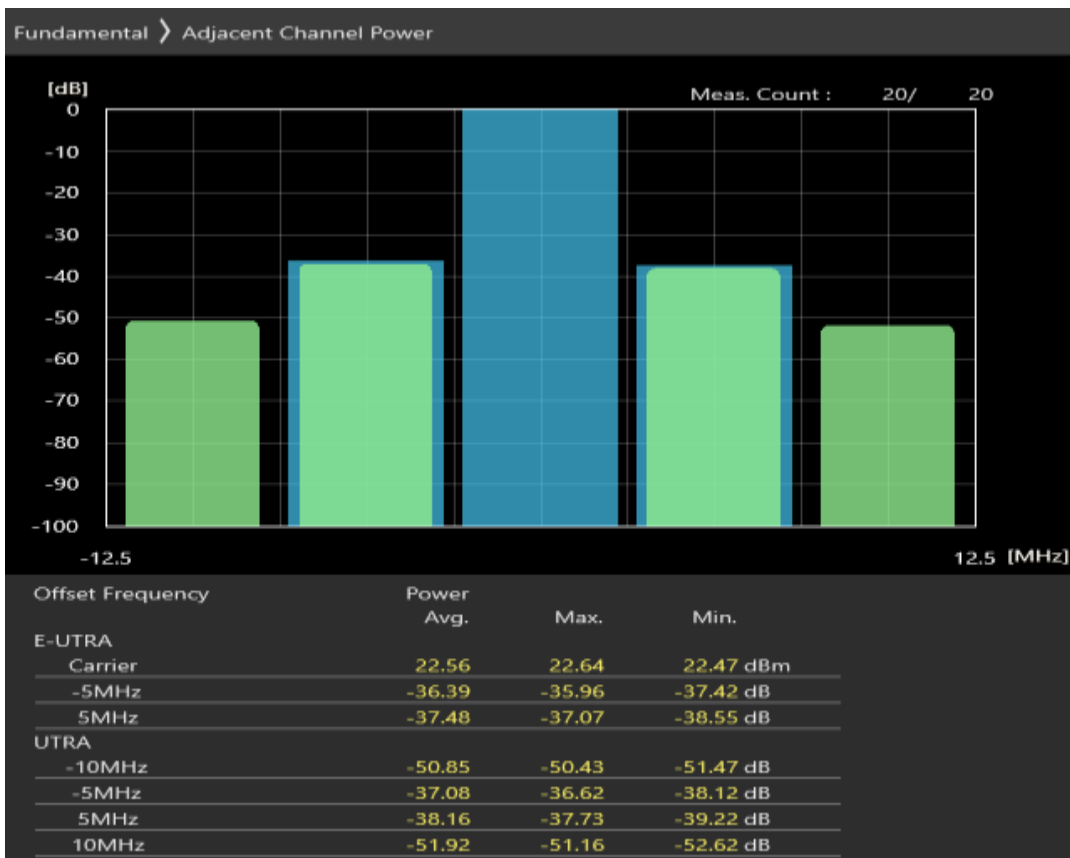 Fundamental 〉 Adjacent Channel Power
[dB]
Meas. Count : 20/ 20
0
-10
-20
-30
-40
-50
-60
-70
-80
-90
-100
-12.5 12.5 [MHz]
Offset Frequency Power
Avg. Max. Min.
E-UTRA
Carrier 22.56 22.64 22.47 dBm
-5MHz -36.39 -35.96 -37.42 dB
5MHz -37.48 -37.07 -38.55 dB
UTRA
-10MHz -50.85 -50.43 -51.47 dB
-5MHz -37.08 -36.62 -38.12 dB
5MHz -38.16 -37.73 -39.22 dB
10MHz -51.92 -51.16 -52.62 dB